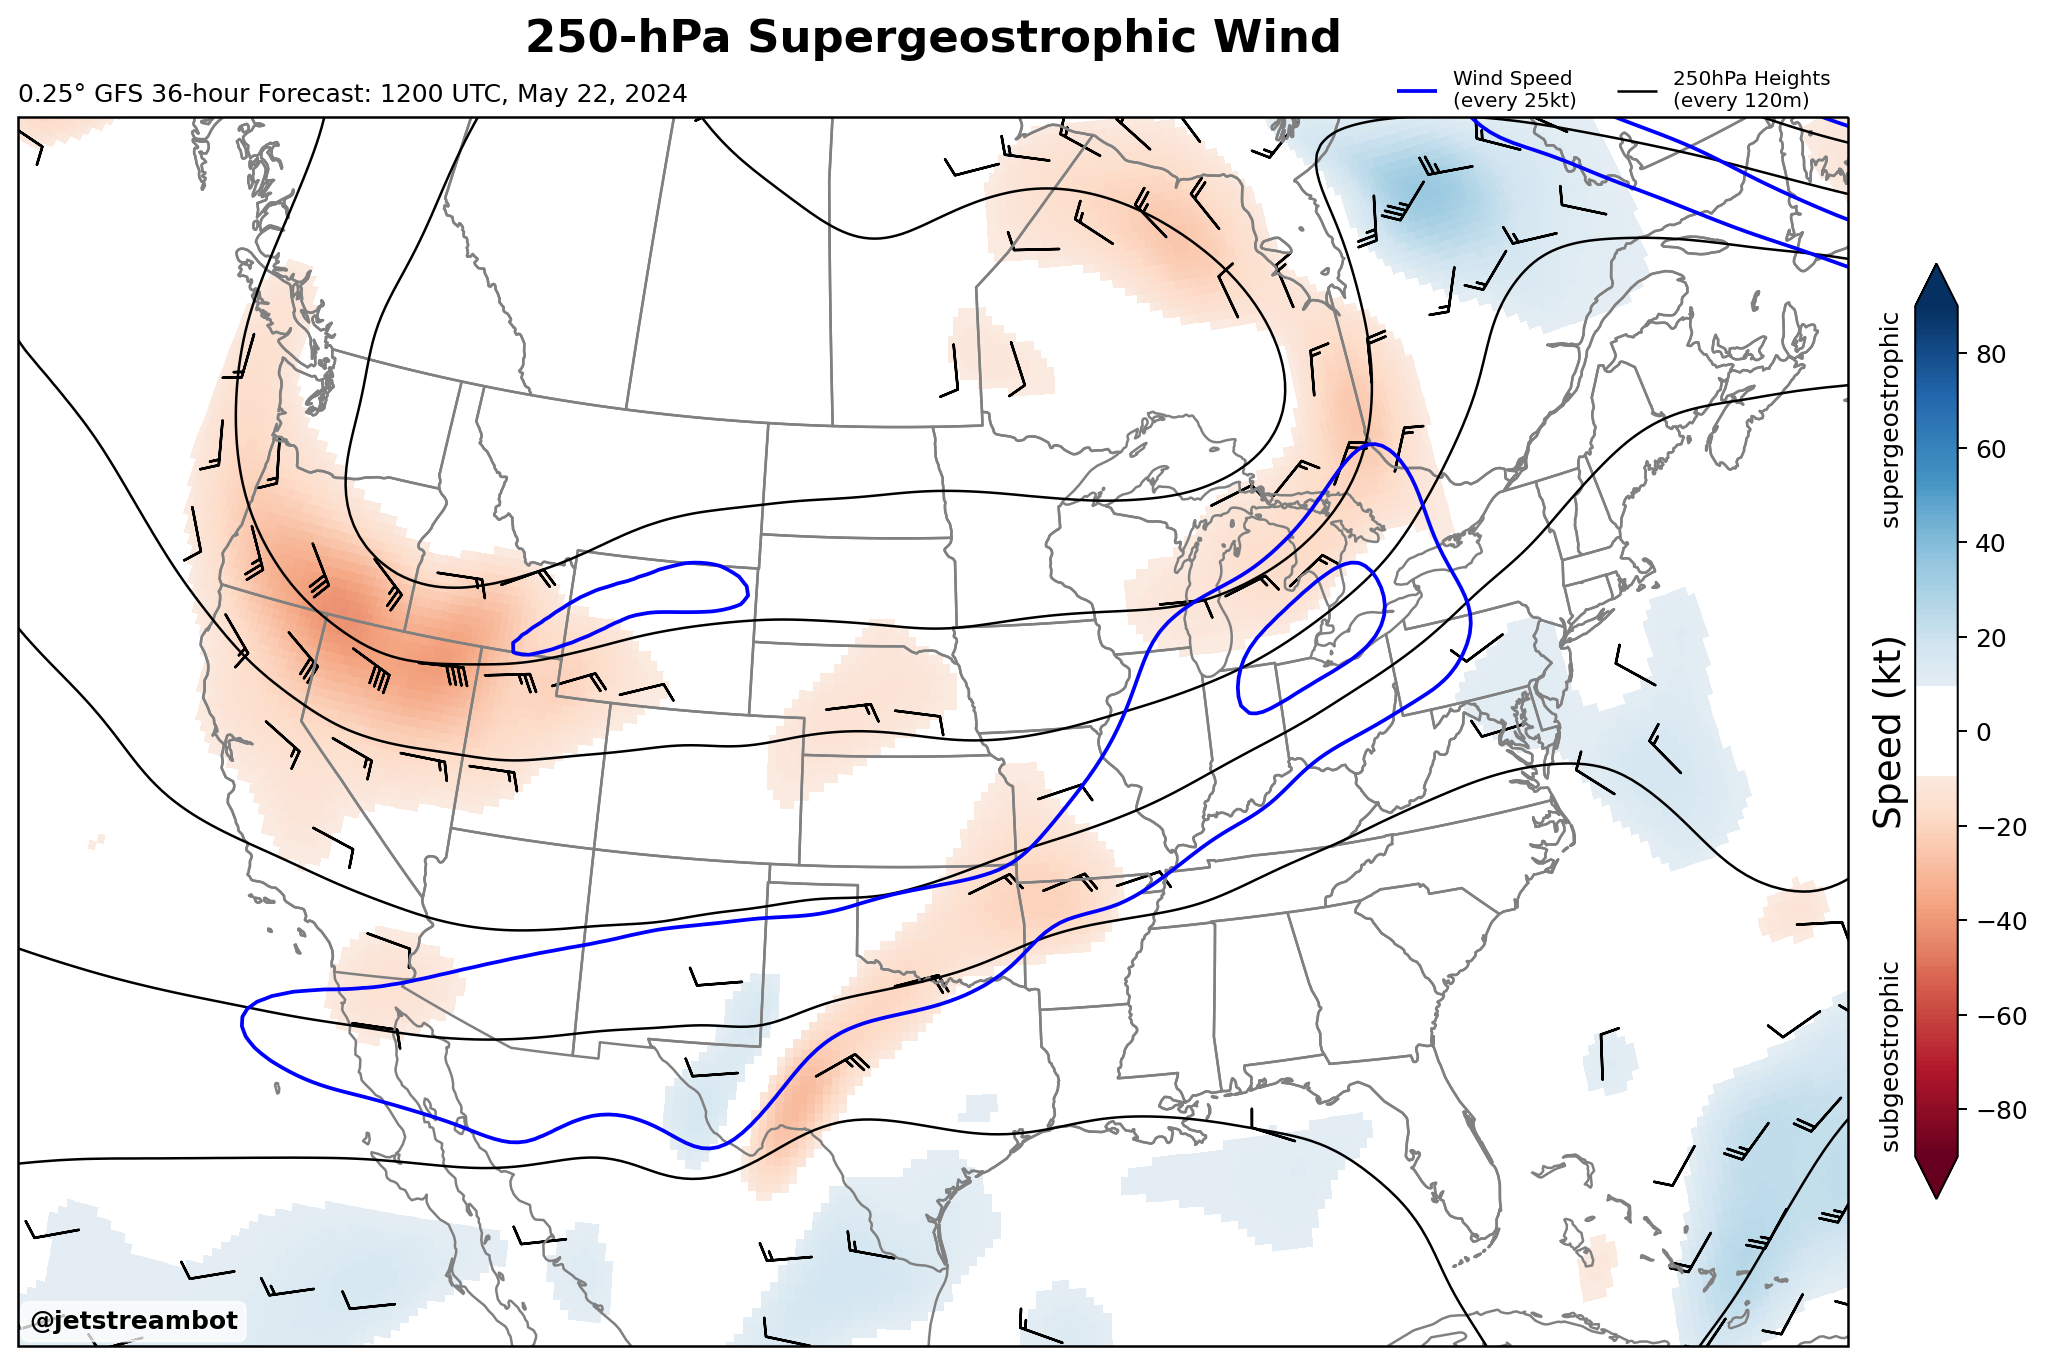 250-hPa Supergeostrophic Wind
0.25° GFS 36-hour Forecast: 1200 UTC, May 22, 2024
Wind Speed
(every 25kt)
250hPa Heights
(every 120m)
supergeostrophic
Speed (kt)
subgeostrophic
80
60
40
20
0
−20
−40
−60
−80
@jetstreambot